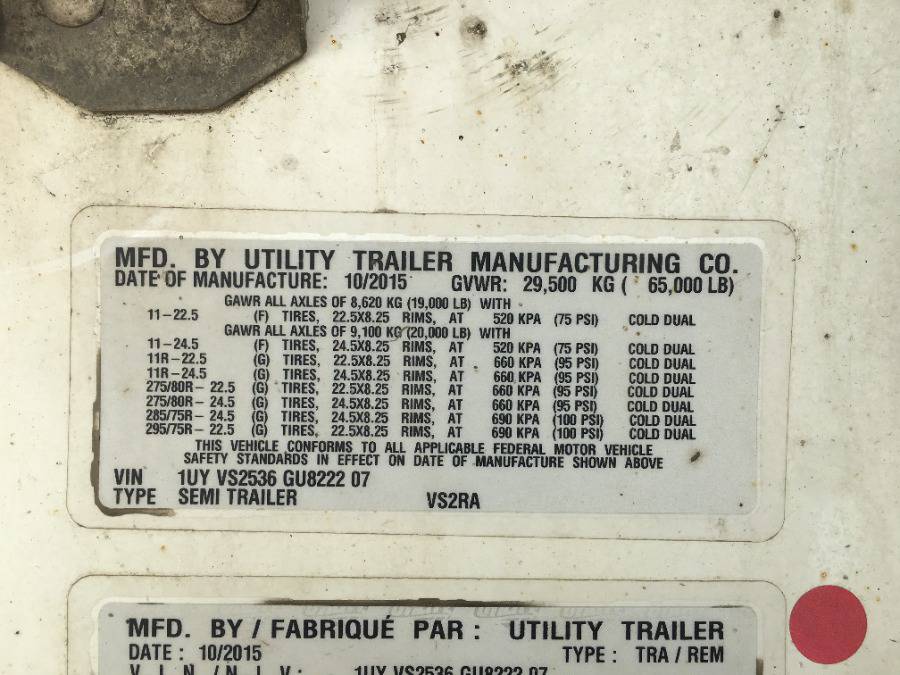 MFD. BY UTILITY TRAILER MANUFACTURING CO.
DATE OF MANUFACTURE: 10/2015 GVWR: 29,500 KG ( 65,000 LB)
GAWR ALL AXLES OF 8,620 KG (19,000 LB) WITH
11-22.5 (F) TIRES, 22.5X8.25 RIMS, AT 520 KPA (75 PSI) COLD DUAL
GAWR ALL AXLES OF 9,100 KG (20,000 LB) WITH
11-24.5 (F) TIRES, 24.5X8.25 RIMS, AT 520 KPA (75 PSI) COLD DUAL
11R-22.5 (G) TIRES, 22.5X8.25 RIMS, AT 660 KPA (95 PSI) COLD DUAL
11R-24.5 (G) TIRES, 24.5X8.25 RIMS, AT 660 KPA (95 PSI) COLD DUAL
275/80R- 22.5 (G) TIRES, 22.5X8.25 RIMS, AT 660 KPA (95 PSI) COLD DUAL
275/80R- 24.5 (G) TIRES, 24.5X8.25 RIMS, AT 660 KPA (95 PSI) COLD DUAL
285/75R- 24.5 (G) TIRES, 24.5X8.25 RIMS, AT 690 KPA (100 PSI) COLD DUAL
295/75R- 22.5 (G) TIRES, 22.5X8.25 RIMS, AT 690 KPA (100 PSI) COLD DUAL
THIS VEHICLE CONFORMS TO ALL APPLICABLE FEDERAL MOTOR VEHICLE
SAFETY STANDARDS IN EFFECT ON DATE OF MANUFACTURE SHOWN ABOVE
VIN 1UY VS2536 GU8222 07
TYPE SEMI TRAILER VS2RA
MFD. BY / FABRIQUÉ PAR : UTILITY TRAILER
DATE : 10/2015 TYPE : TRA / REM
V. I. N. / N. I. V. : 1UY VS2536 GU8222 07